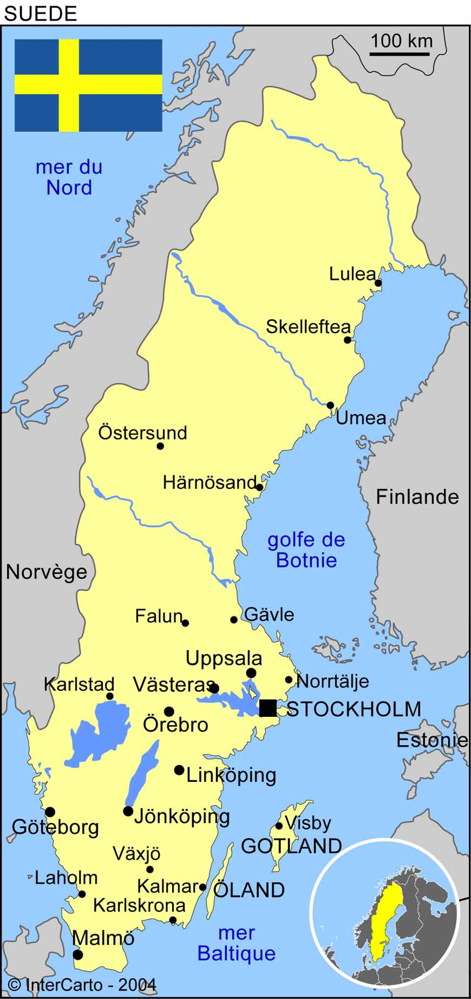 SUEDE
100 km
mer du
Nord
Lulea
Skelleftea
Umea
Östersund
Härnösand
Finlande
golfe de
Botnie
Norvège
Falun
Gävle
Uppsala
Norrtälje
Karlstad
Västeras
STOCKHOLM
Örebro
Estonie
Linköping
Jönköping
Göteborg
Visby
GOTLAND
Växjö
Laholm
Kalmar
ÖLAND
Karlskrona
mer
Baltique
Malmö
© InterCarto - 2004